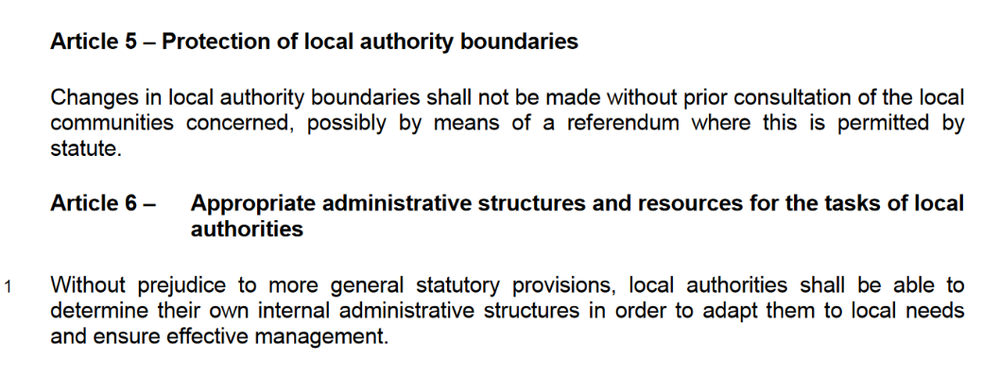 Article 5 – Protection of local authority boundaries
Changes in local authority boundaries shall not be made without prior consultation of the local
communities concerned, possibly by means of a referendum where this is permitted by
statute.
Article 6 – Appropriate administrative structures and resources for the tasks of local
authorities
1 Without prejudice to more general statutory provisions, local authorities shall be able to
determine their own internal administrative structures in order to adapt them to local needs
and ensure effective management.